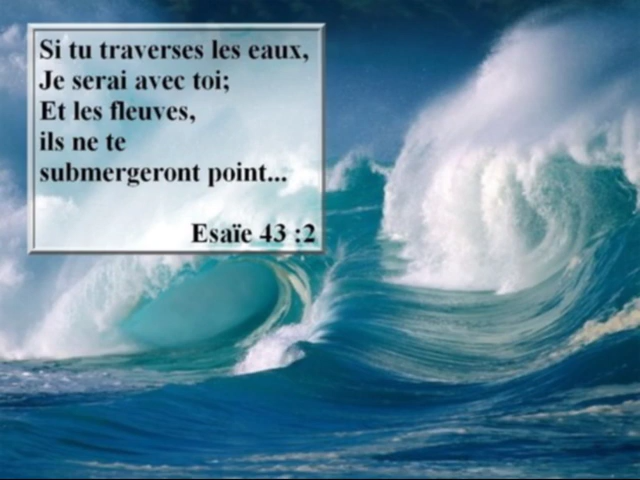 Si tu traverses les eaux,
Je serai avec toi;
Et les fleuves,
ils ne te
submergeront point...
Esaïe 43 :2